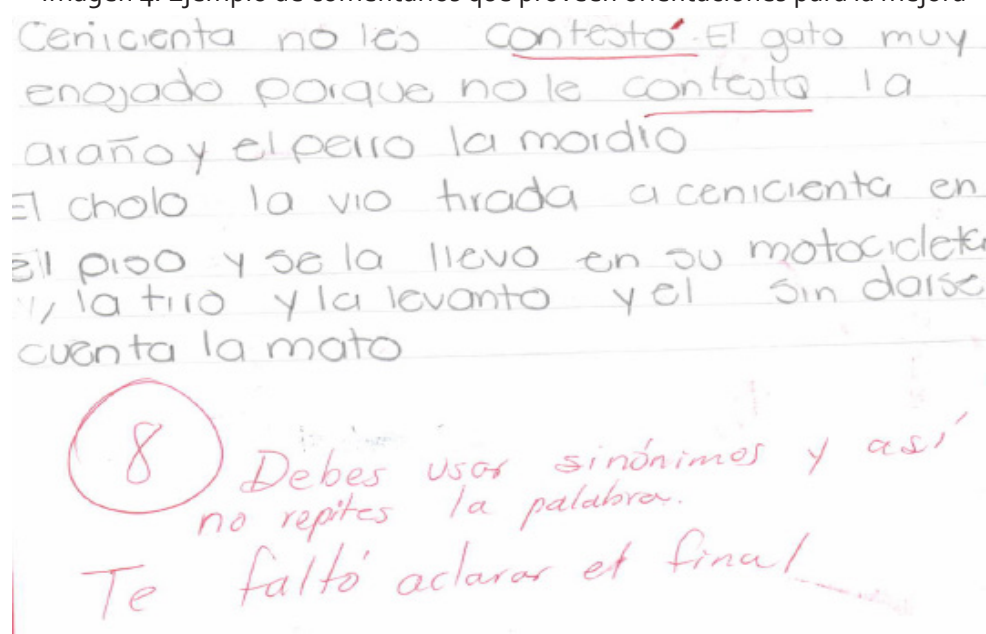 Imagen 4. Ejemplo de comentarios que proveen orientaciones para la mejora
Cenicienta no les contestó. El gato muy
enojado porque no le contesto la
araño y el perro la mordio
El cholo la vio tirada a cenicienta en
El piso y se la llevo en su motocicleta
y la tiro y la levanto y el sin darse
cuenta la mato
8
Debes usar sinónimos y así
no repites la palabra.
Te faltó aclarar el final